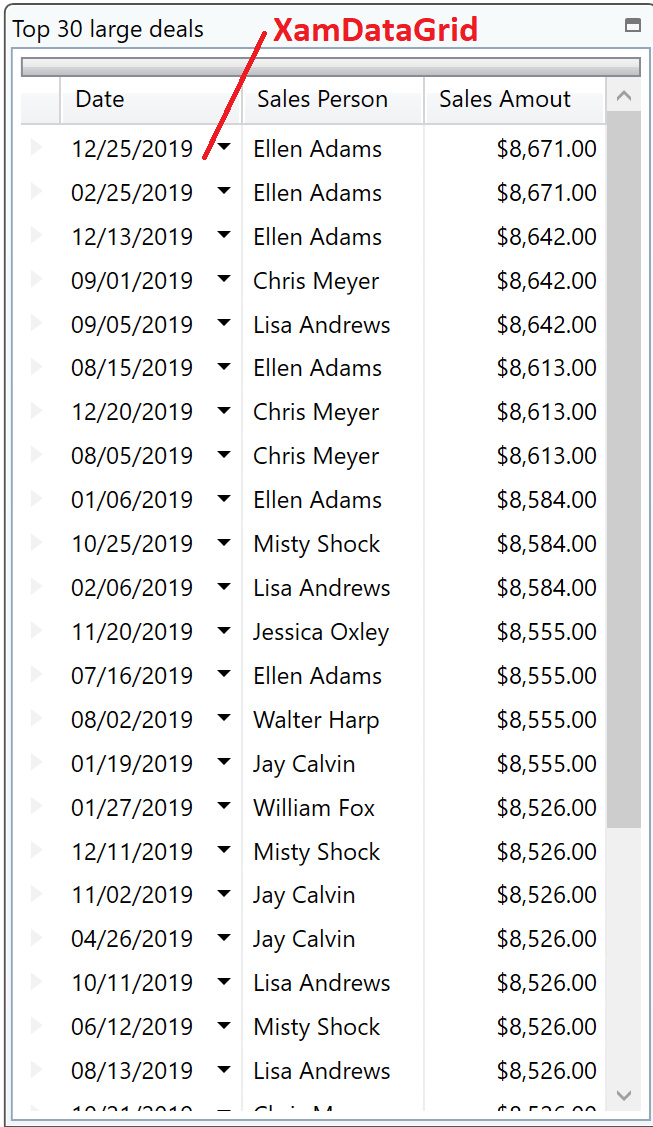 Top 30 large deals
XamDataGrid
Date Sales Person Sales Amout
12/25/2019 Ellen Adams $8,671.00
02/25/2019 Ellen Adams $8,671.00
12/13/2019 Ellen Adams $8,642.00
09/01/2019 Chris Meyer $8,642.00
09/05/2019 Lisa Andrews $8,642.00
08/15/2019 Ellen Adams $8,613.00
12/20/2019 Chris Meyer $8,613.00
08/05/2019 Chris Meyer $8,613.00
01/06/2019 Ellen Adams $8,584.00
10/25/2019 Misty Shock $8,584.00
02/06/2019 Lisa Andrews $8,584.00
11/20/2019 Jessica Oxley $8,555.00
07/16/2019 Ellen Adams $8,555.00
08/02/2019 Walter Harp $8,555.00
01/19/2019 Jay Calvin $8,555.00
01/27/2019 William Fox $8,526.00
12/11/2019 Misty Shock $8,526.00
11/02/2019 Jay Calvin $8,526.00
04/26/2019 Jay Calvin $8,526.00
10/11/2019 Lisa Andrews $8,526.00
06/12/2019 Misty Shock $8,526.00
08/13/2019 Lisa Andrews $8,526.00